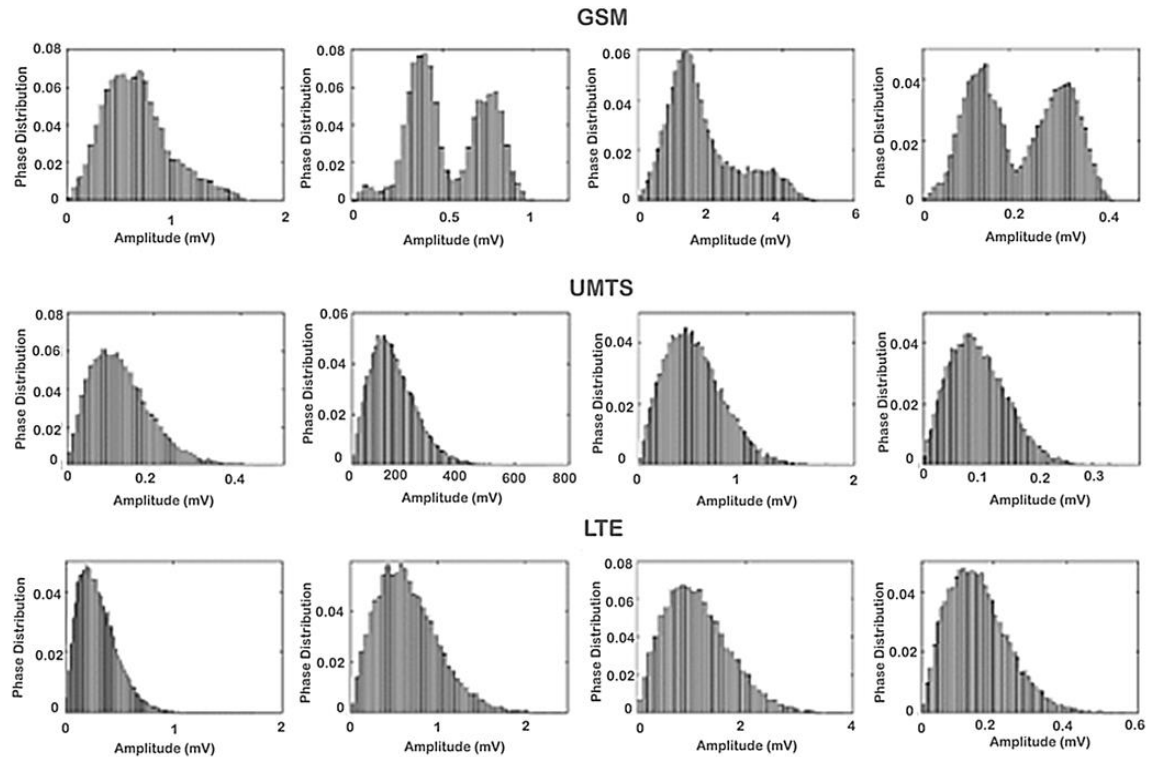 GSM
0.08
0.06
0.04
0.02
0
Phase Distribution
0 1 2
Amplitude (mV)
0.08
0.06
0.04
0.02
0
Phase Distribution
0 0.5 1
Amplitude (mV)
0.06
0.04
0.02
0
Phase Distribution
0 2 4 6
Amplitude (mV)
0.04
0.02
0
Phase Distribution
0 0.2 0.4
Amplitude (mV)
UMTS
0.08
0.06
0.04
0.02
0
Phase Distribution
0 0.2 0.4
Amplitude (mV)
0.06
0.04
0.02
0
Phase Distribution
0 200 400 600 800
Amplitude (mV)
0.04
0.02
0
Phase Distribution
0 1 2
Amplitude (mV)
0.04
0.02
0
Phase Distribution
0 0.1 0.2 0.3
Amplitude (mV)
LTE
0.04
0.02
0
Phase Distribution
0 1 2
Amplitude (mV)
0.04
0.02
0
Phase Distribution
0 1 2
Amplitude (mV)
0.08
0.06
0.04
0.02
0
Phase Distribution
0 2 4
Amplitude (mV)
0.04
0.02
0
Phase Distribution
0 0.2 0.4 0.6
Amplitude (mV)